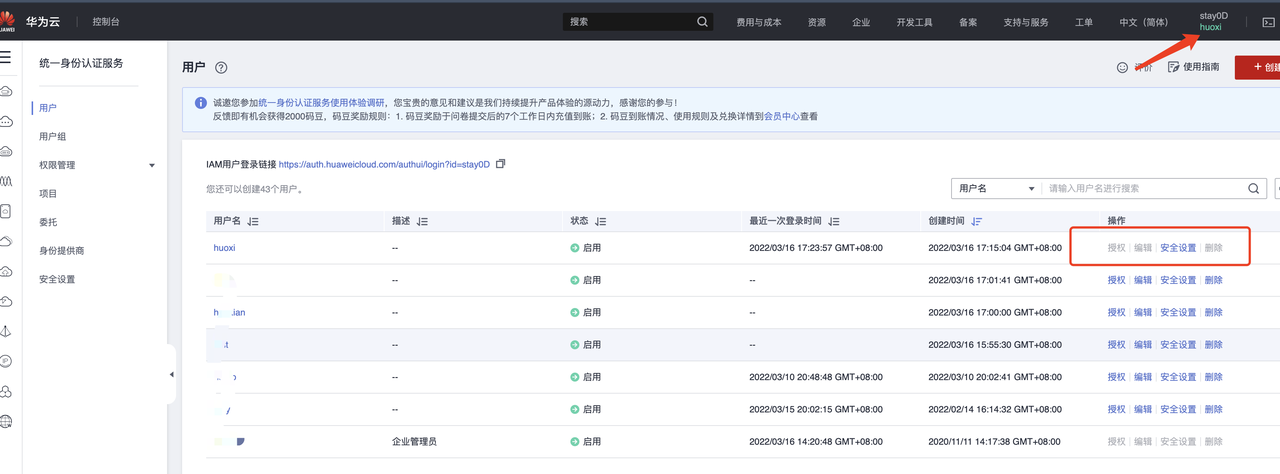 HUAWEI 华为云 控制台 搜索 费用与成本 资源 企业 开发工具 备案 支持与服务 工单 中文（简体） stay0D
huoxi
统一身份认证服务
用户
用户组
权限管理
项目
委托
身份提供商
安全设置
用户 评价 使用指南 + 创建
诚邀您参加统一身份认证服务使用体验调研，您宝贵的意见和建议是我们持续提升产品体验的源动力，感谢您的参与！
反馈即有机会获得2000码豆，码豆奖励规则：1. 码豆奖励于问卷提交后的7个工作日内充值到账；2. 码豆到账情况、使用规则及兑换详情到会员中心查看
IAM用户登录链接 https://auth.huaweicloud.com/authui/login?id=stay0D
您还可以创建43个用户。
用户名 请输入用户名进行搜索
用户名 描述 状态 最近一次登录时间 创建时间 操作
huoxi -- 启用 2022/03/16 17:23:57 GMT+08:00 2022/03/16 17:15:04 GMT+08:00 授权 编辑 安全设置 删除
-- 启用 -- 2022/03/16 17:01:41 GMT+08:00 授权 编辑 安全设置 删除
-- 启用 -- 2022/03/16 17:00:00 GMT+08:00 授权 编辑 安全设置 删除
-- 启用 -- 2022/03/16 15:55:30 GMT+08:00 授权 编辑 安全设置 删除
-- 启用 2022/03/10 20:48:48 GMT+08:00 2022/03/10 20:02:41 GMT+08:00 授权 编辑 安全设置 删除
-- 启用 2022/03/15 20:02:15 GMT+08:00 2022/02/14 16:14:32 GMT+08:00 授权 编辑 安全设置 删除
企业管理员 启用 2022/03/16 14:20:48 GMT+08:00 2020/11/11 14:17:38 GMT+08:00 授权 编辑 安全设置 删除